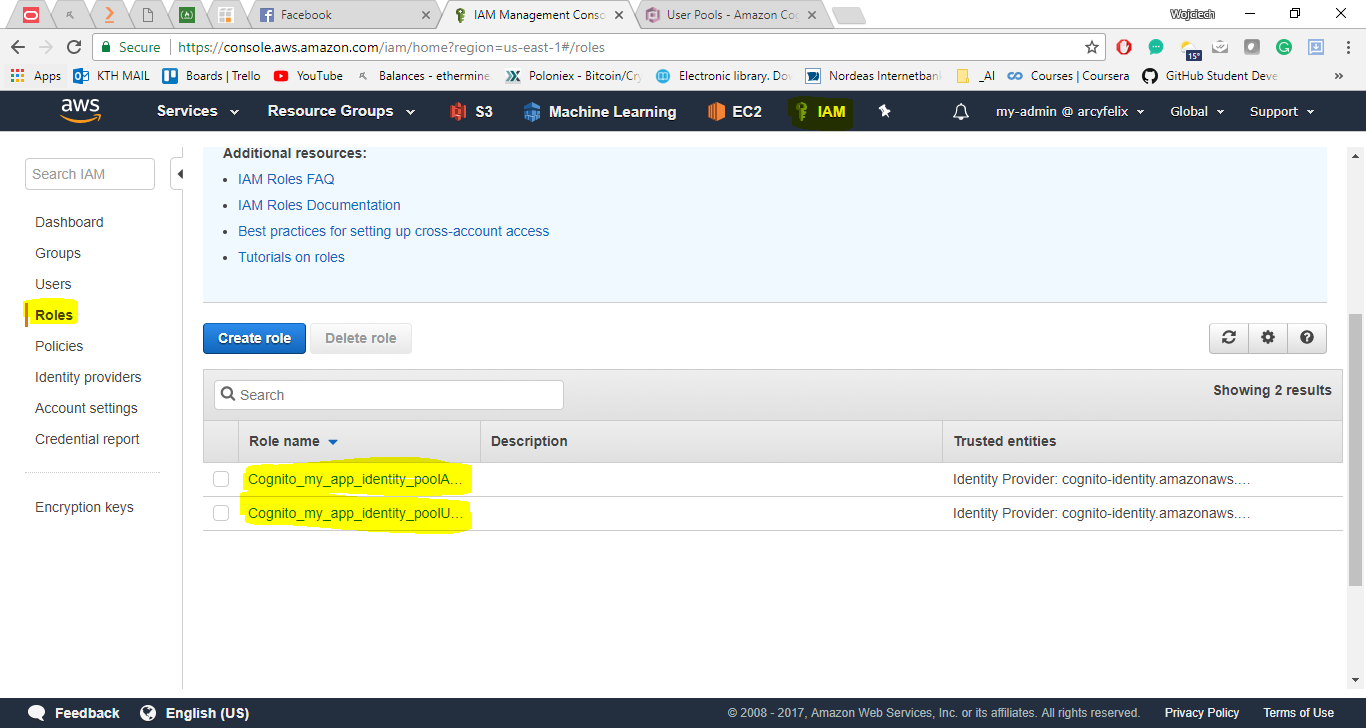 Facebook
IAM Management Conso
User Pools - Amazon Co
Wojciech
Secure
https://console.aws.amazon.com/iam/home?region=us-east-1#/roles
15°
Apps
KTH MAIL
Boards | Trello
YouTube
Balances - ethermine
Poloniex - Bitcoin/Cry
Electronic library. Do
Nordeas Internetbank
_AI
Courses | Coursera
GitHub Student Deve
»
aws
Services
Resource Groups
S3
Machine Learning
EC2
IAM
my-admin @ arcyfelix
Global
Support
Search IAM
Dashboard
Groups
Users
Roles
Policies
Identity providers
Account settings
Credential report
Encryption keys
Additional resources:
• IAM Roles FAQ
• IAM Roles Documentation
• Best practices for setting up cross-account access
• Tutorials on roles
Create role
Delete role
Search
Showing 2 results
Role name
Description
Trusted entities
Cognito_my_app_identity_poolA...
Identity Provider: cognito-identity.amazonaws....
Cognito_my_app_identity_poolU...
Identity Provider: cognito-identity.amazonaws....
Feedback
English (US)
© 2008 - 2017, Amazon Web Services, Inc. or its affiliates. All rights reserved.
Privacy Policy
Terms of Use